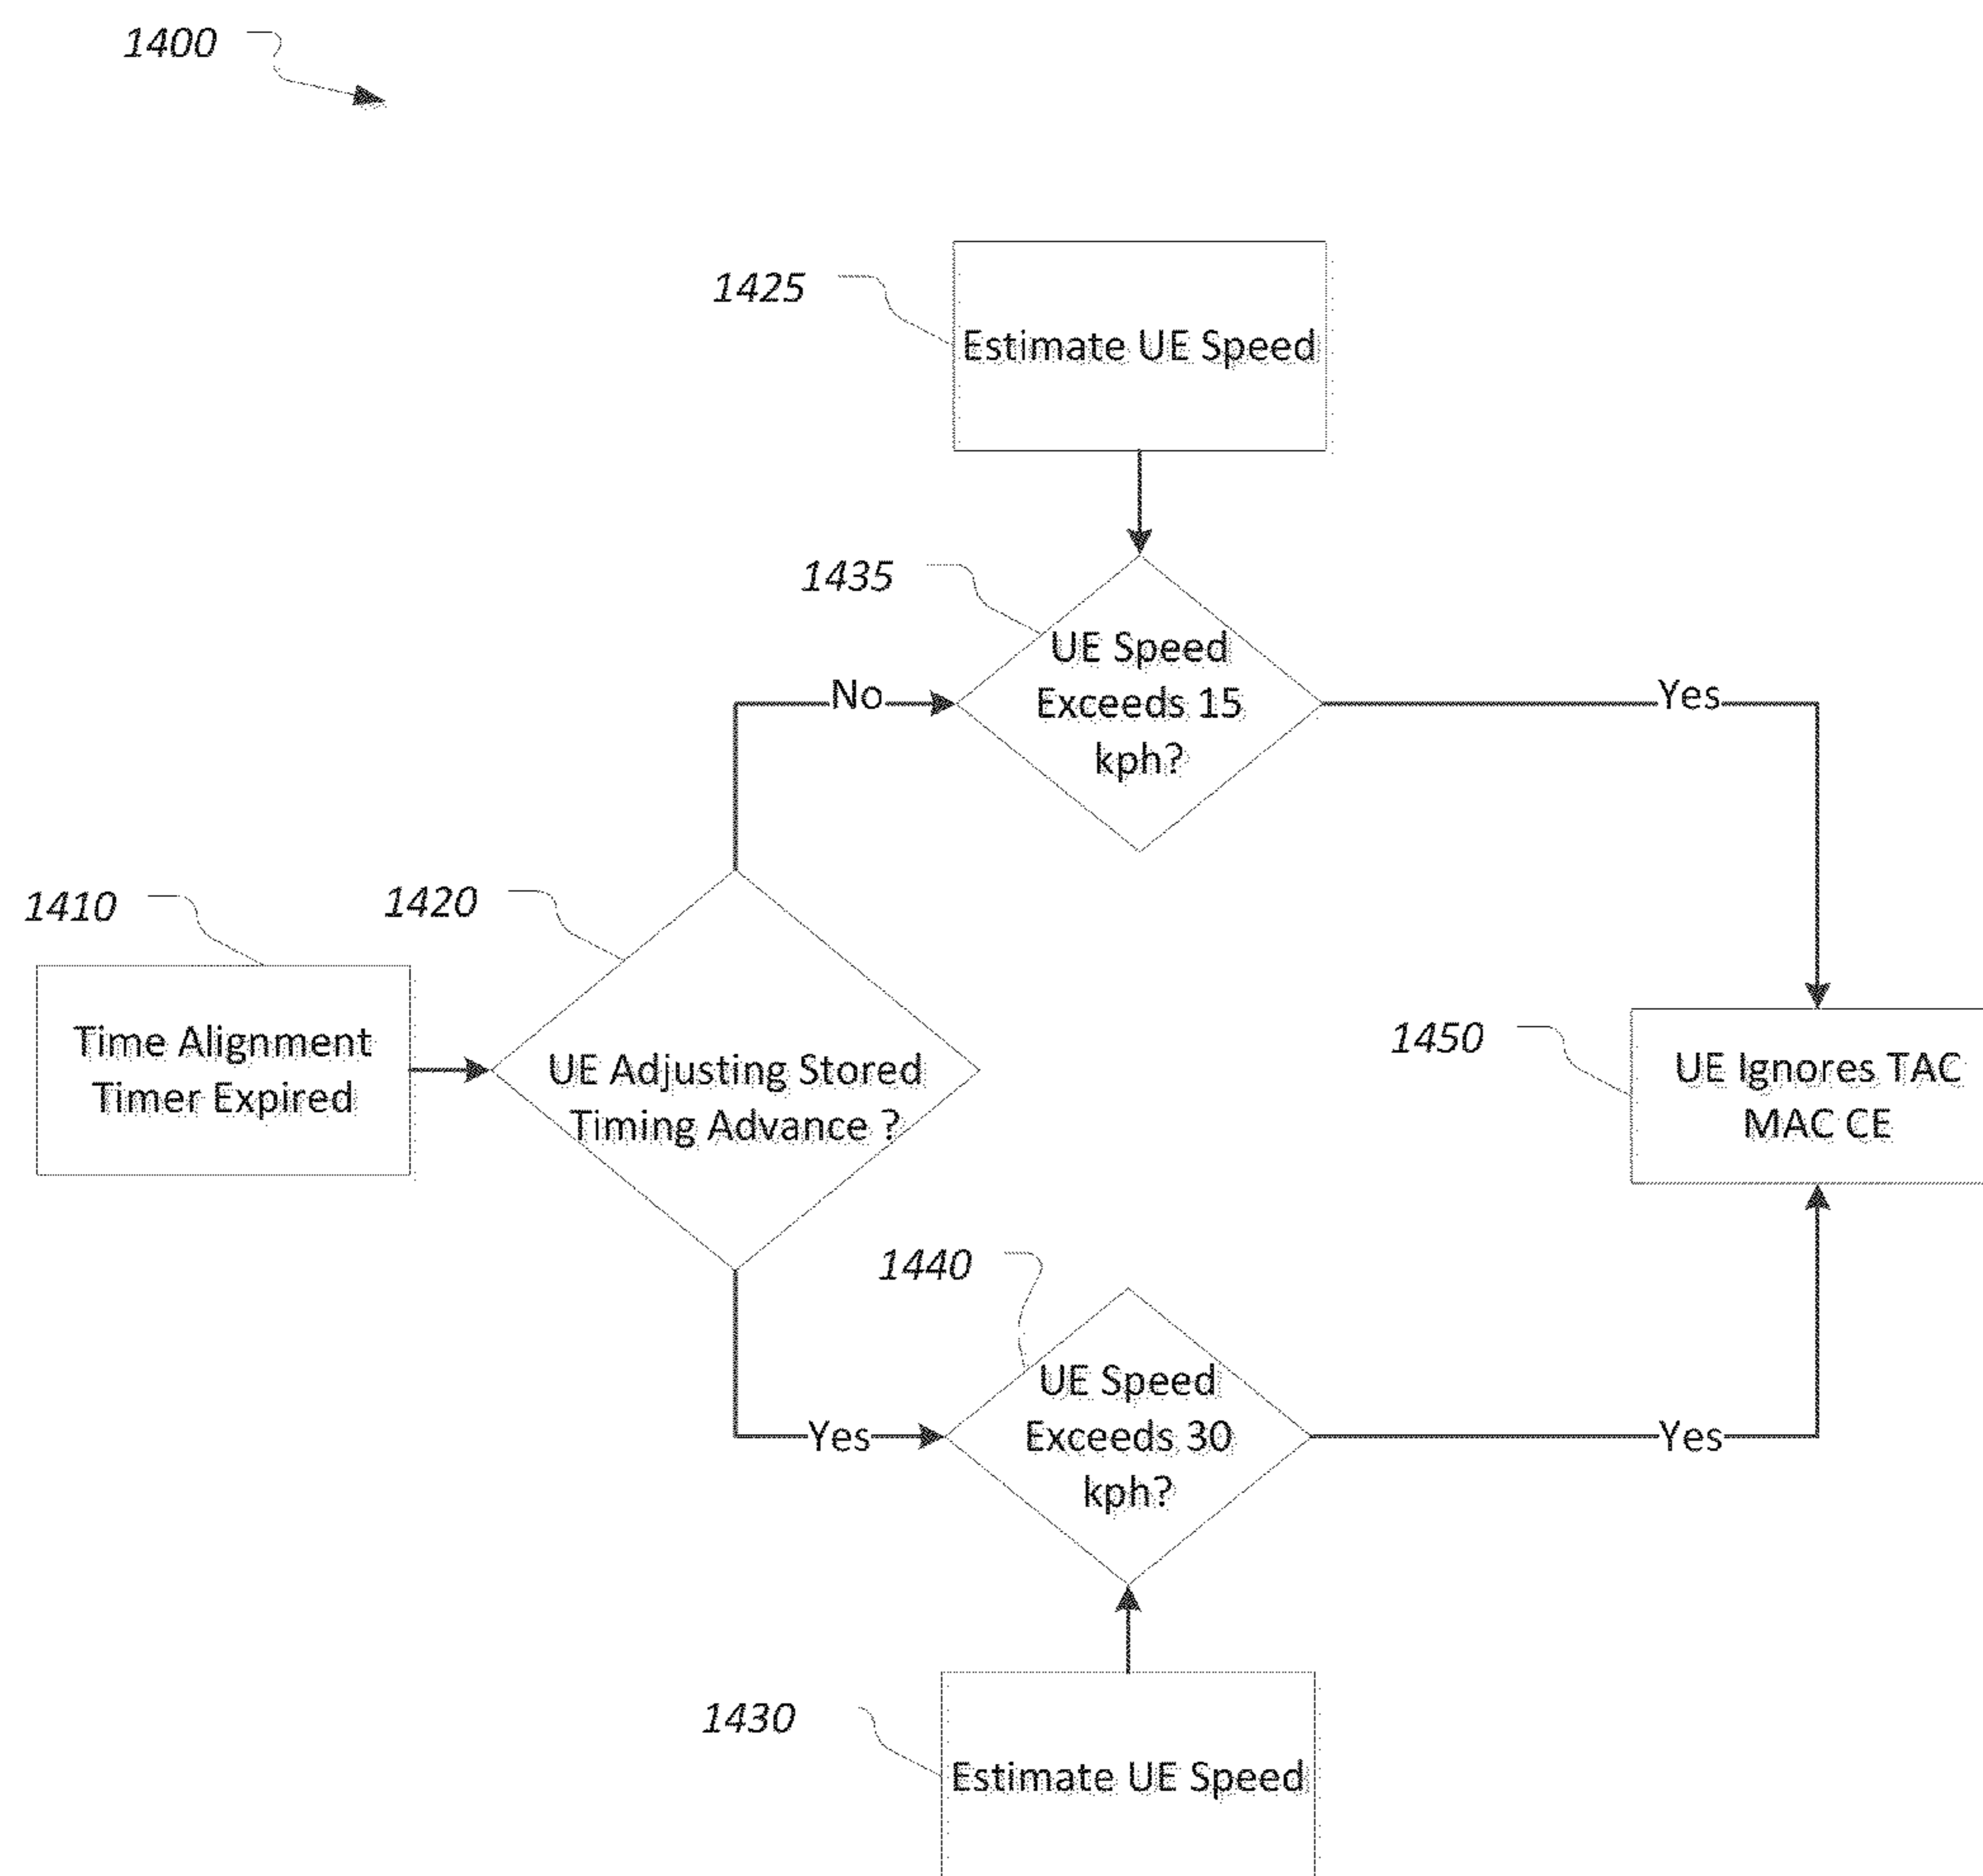 1400
1425
Estimate UE Speed
1435
UE Speed
Exceeds 15
kph?
No
Yes
1410
Time Alignment
Timer Expired
1420
UE Adjusting Stored
Timing Advance ?
1450
UE Ignores TAC
MAC CE
1440
UE Speed
Exceeds 30
kph?
Yes
Yes
1430
Estimate UE Speed